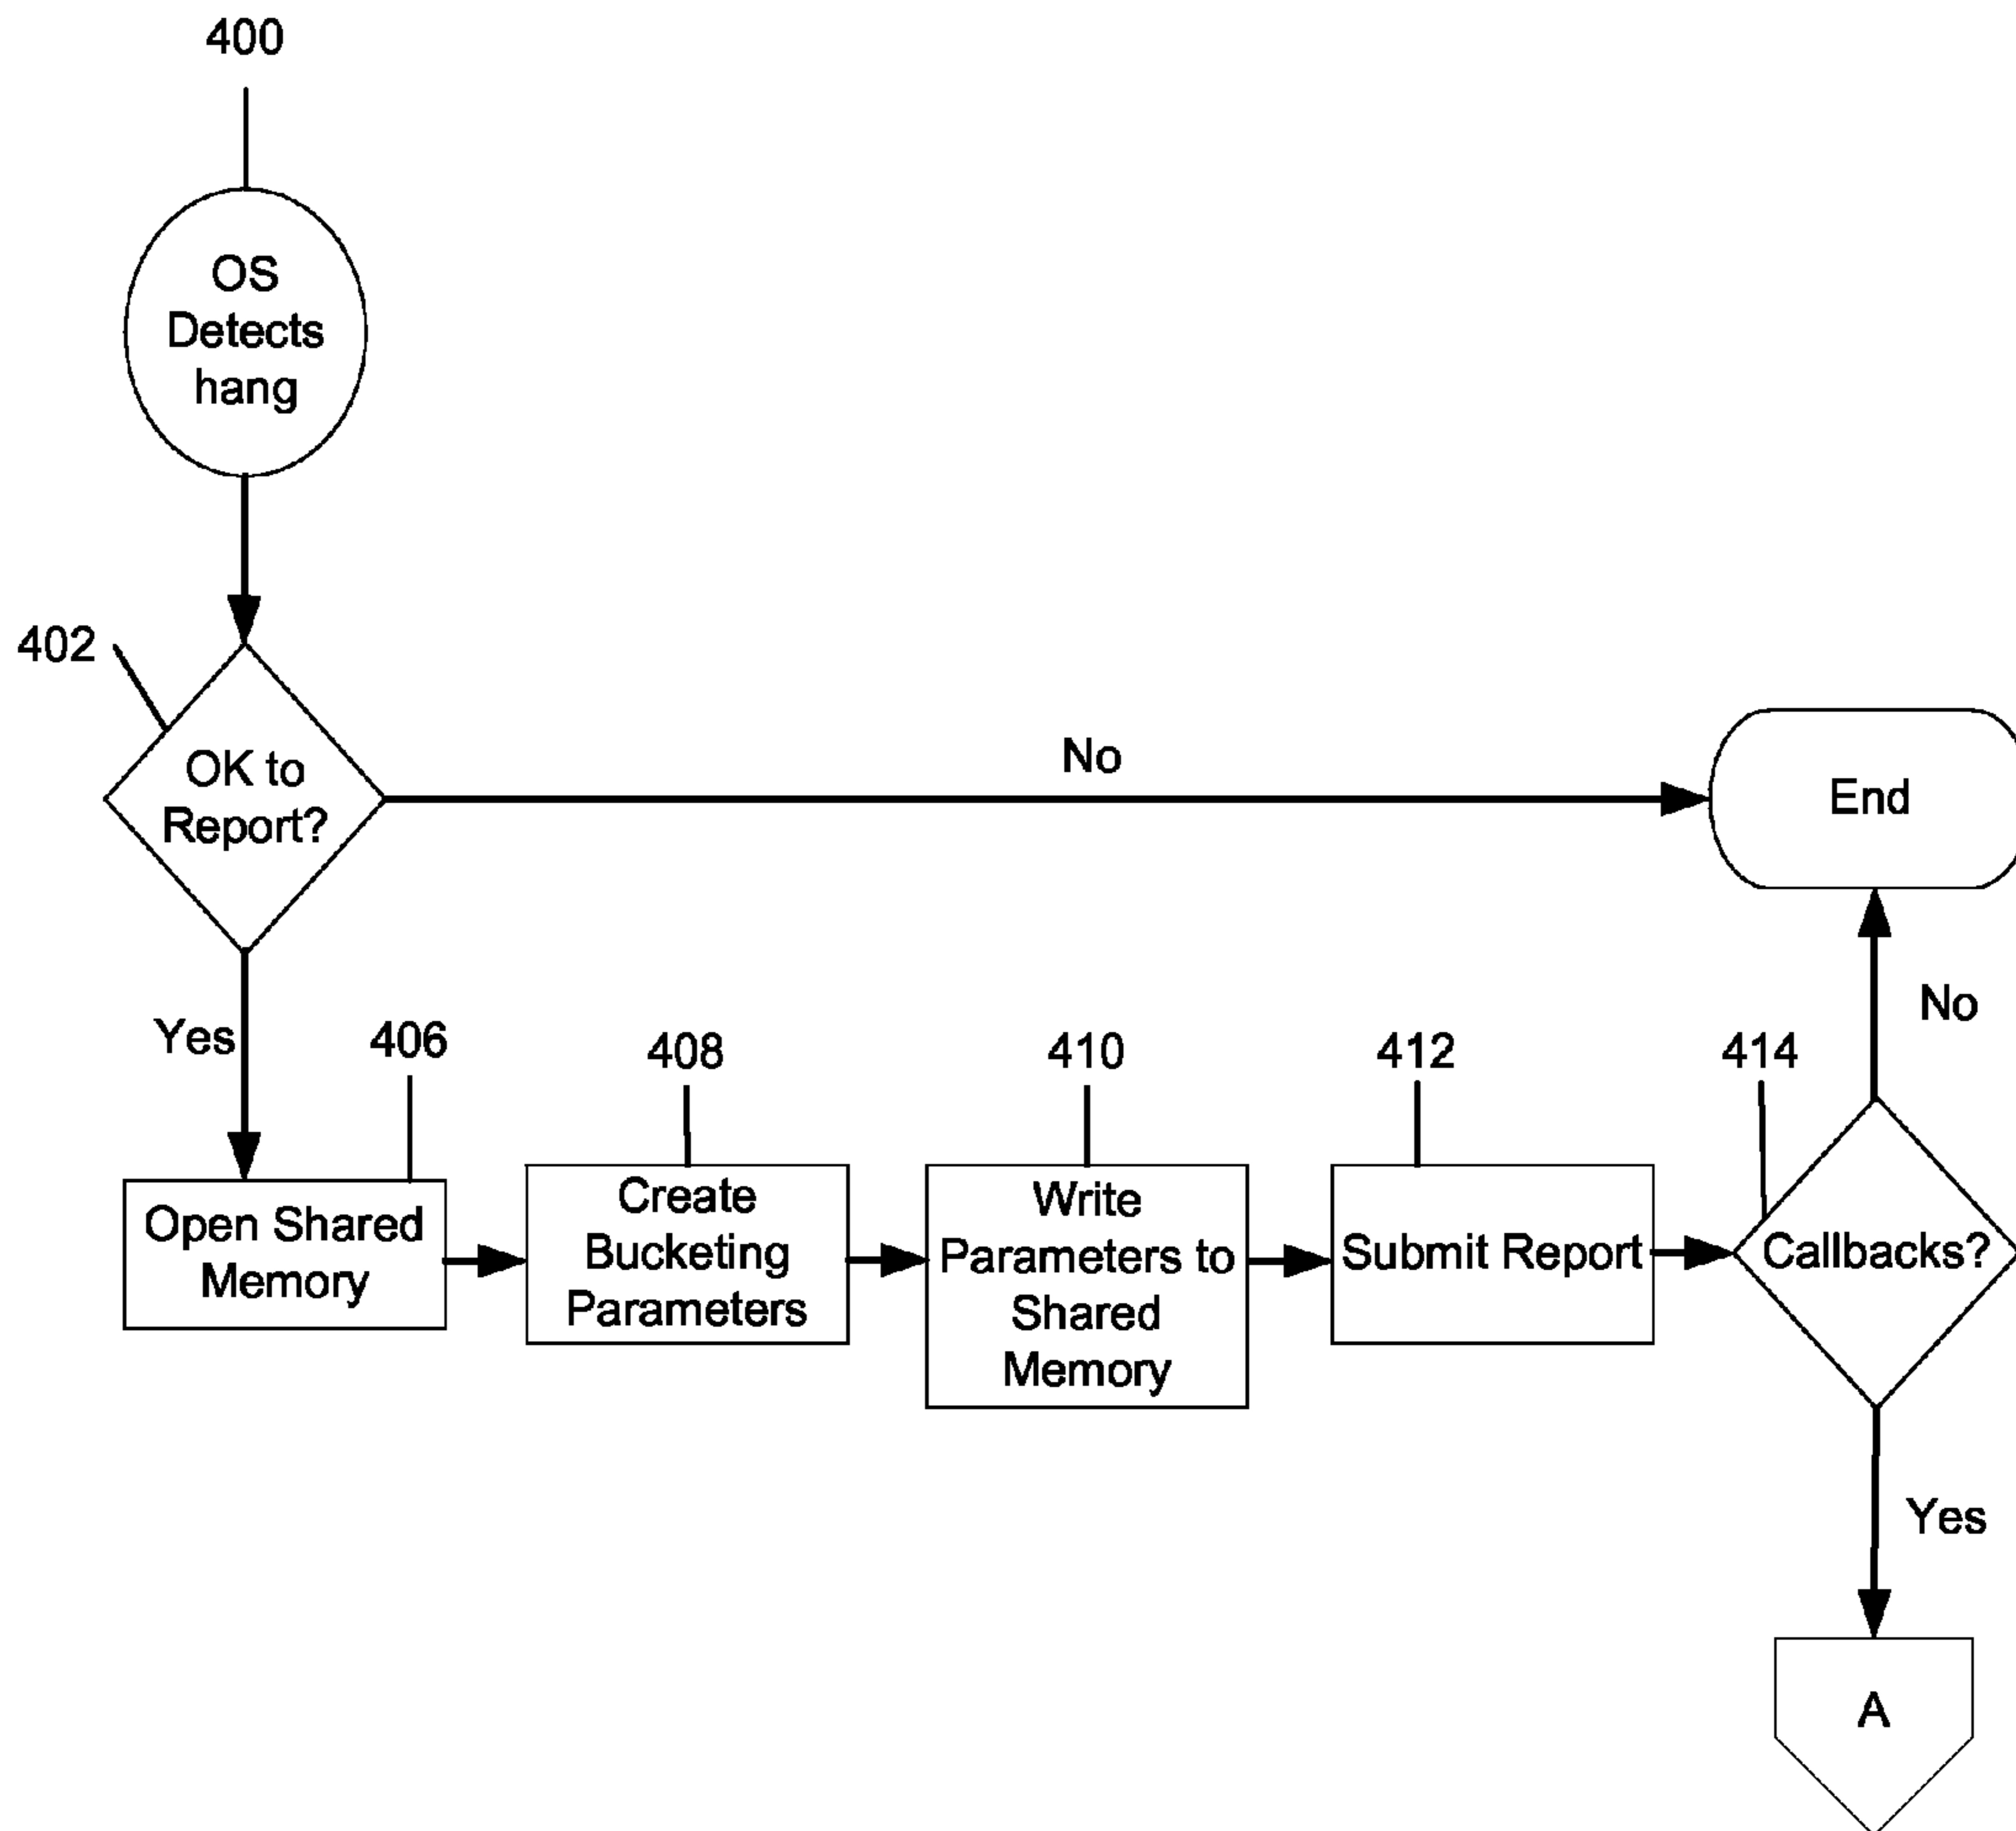 400
OS
Detects
hang
402
OK to
Report?
No
End
Yes
406
408
410
412
414
No
Open Shared
Memory
Create
Bucketing
Parameters
Write
Parameters to
Shared
Memory
Submit Report
Callbacks?
Yes
A